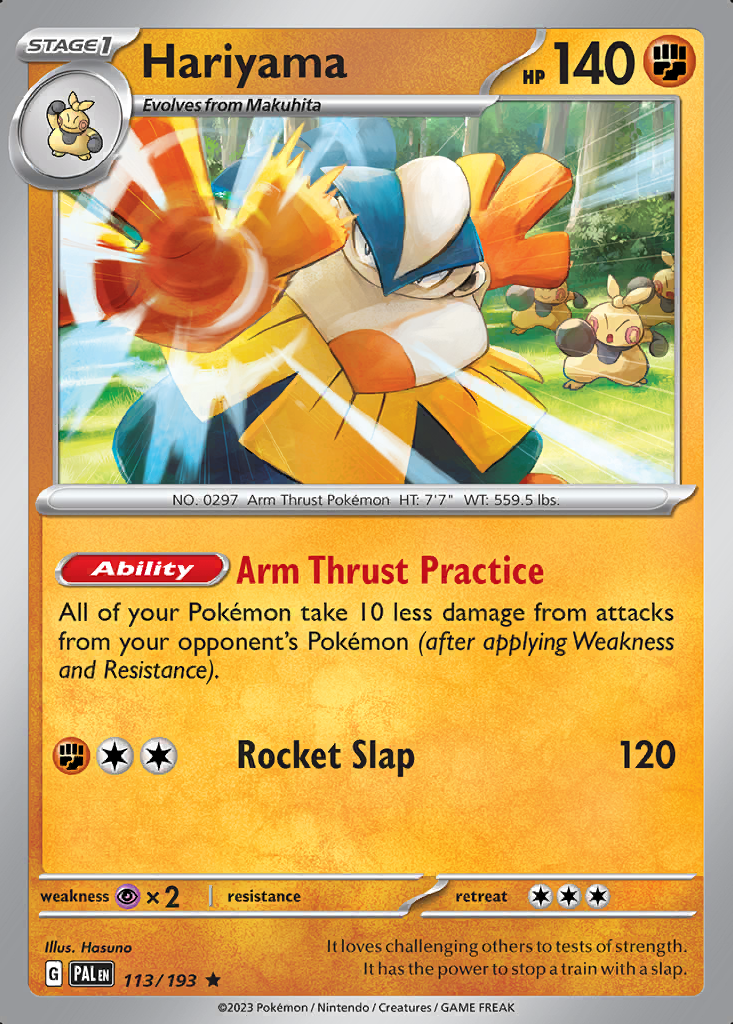 STAGE1
Hariyama
HP 140
Evolves from Makuhita
NO. 0297 Arm Thrust Pokémon HT: 7'7" WT: 559.5 lbs.
Ability Arm Thrust Practice
All of your Pokémon take 10 less damage from attacks
from your opponent's Pokémon (after applying Weakness
and Resistance).
Rocket Slap 120
weakness ×2 resistance retreat
Illus. Hasuno
It loves challenging others to tests of strength.
It has the power to stop a train with a slap.
G PAL EN 113/193 ★
©2023 Pokémon / Nintendo / Creatures / GAME FREAK